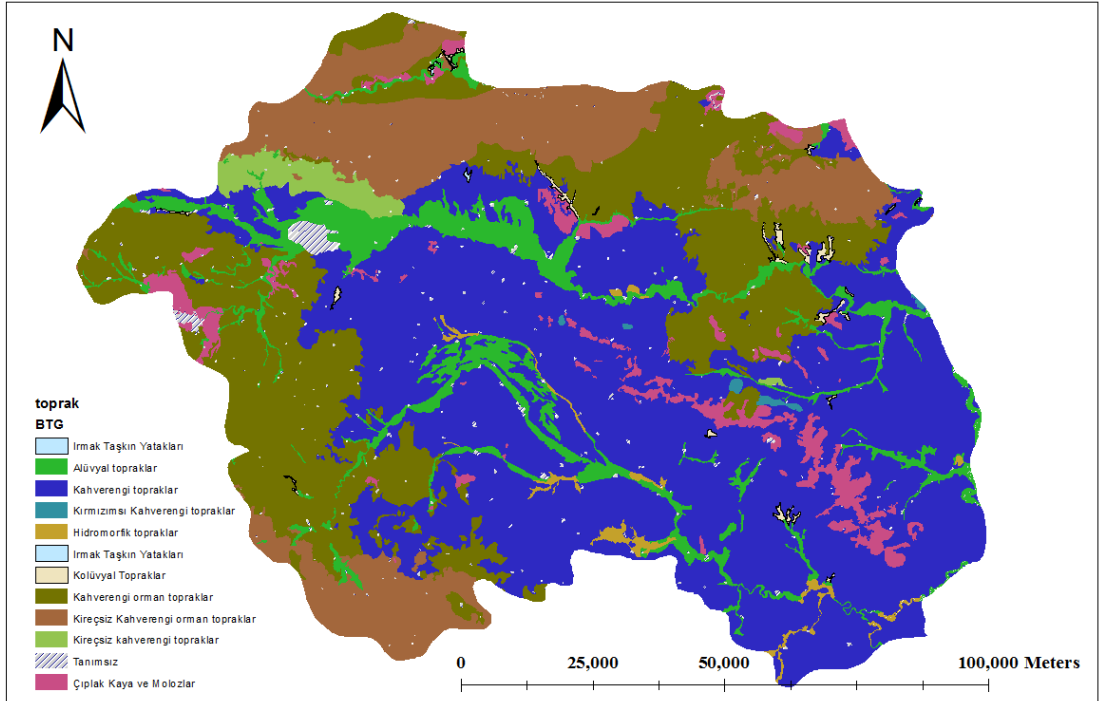 N
toprak
BTG
Irmak Taşkın Yatakları
Alüvyal topraklar
Kahverengi topraklar
Kırmızımsı Kahverengi topraklar
Hidromorfik topraklar
Irmak Taşkın Yatakları
Kolüvyal Topraklar
Kahverengi orman topraklar
Kireçsiz Kahverengi orman topraklar
Kireçsiz kahverengi topraklar
Tanımsız
Çıplak Kaya ve Molozlar
0 25,000 50,000 100,000 Meters